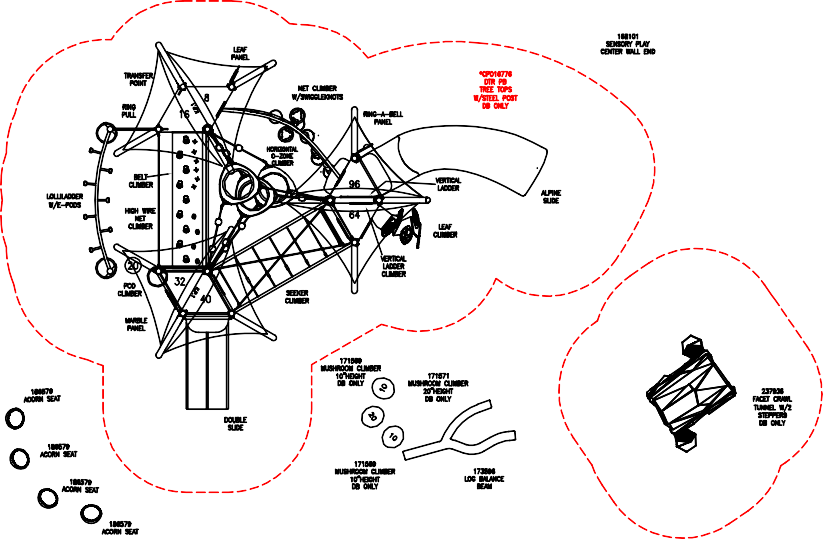 168101
SENSORY PLAY
CENTER WALL END
LEAF
PANEL
*CPD16776
DTR PB
TREE TOPS
W/STEEL POST
DB ONLY
TRANSFER
POINT
NET CLIMBER
W/SWIGGLEKNOTS
8
16
RING
PULL
RING-A-BELL
PANEL
HORIZONTAL
O-ZONE
CLIMBER
BELT
CLIMBER
VERTICAL
LADDER
96
ALPINE
SLIDE
LOLLILADDER
W/E-PODS
HIGH WIRE
NET
CLIMBER
64
LEAF
CLIMBER
VERTICAL
LADDER
CLIMBER
20
32
40
POD
CLIMBER
SEEKER
CLIMBER
MARBLE
PANEL
171569
MUSHROOM CLIMBER
10"HEIGHT
DB ONLY
171571
MUSHROOM CLIMBER
20"HEIGHT
DB ONLY
10
20
10
237936
FACET CRAWL
TUNNEL W/2
STEPPERS
DB ONLY
186579
ACORN SEAT
DOUBLE
SLIDE
186579
ACORN SEAT
171569
MUSHROOM CLIMBER
10"HEIGHT
DB ONLY
173596
LOG BALANCE
BEAM
186579
ACORN SEAT
186579
ACORN SEAT